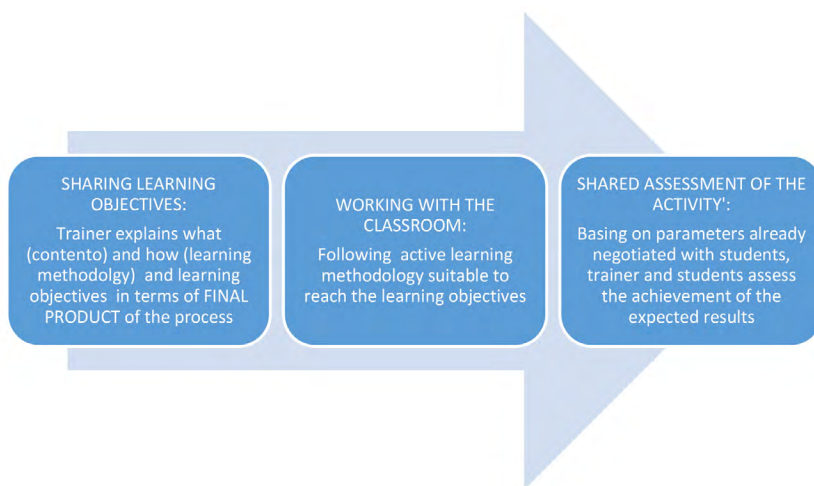 SHARING LEARNING
OBJECTIVES:
Trainer explains what
(contento) and how (learning
methodolgy) and learning
objectives in terms of FINAL
PRODUCT of the process
WORKING WITH THE
CLASSROOM:
Following active learning
methodology suitable to
reach the learning objectives
SHARED ASSESSMENT OF THE
ACTIVITY':
Basing on parameters already
negotiated with students,
trainer and students assess
the achievement of the
expected results